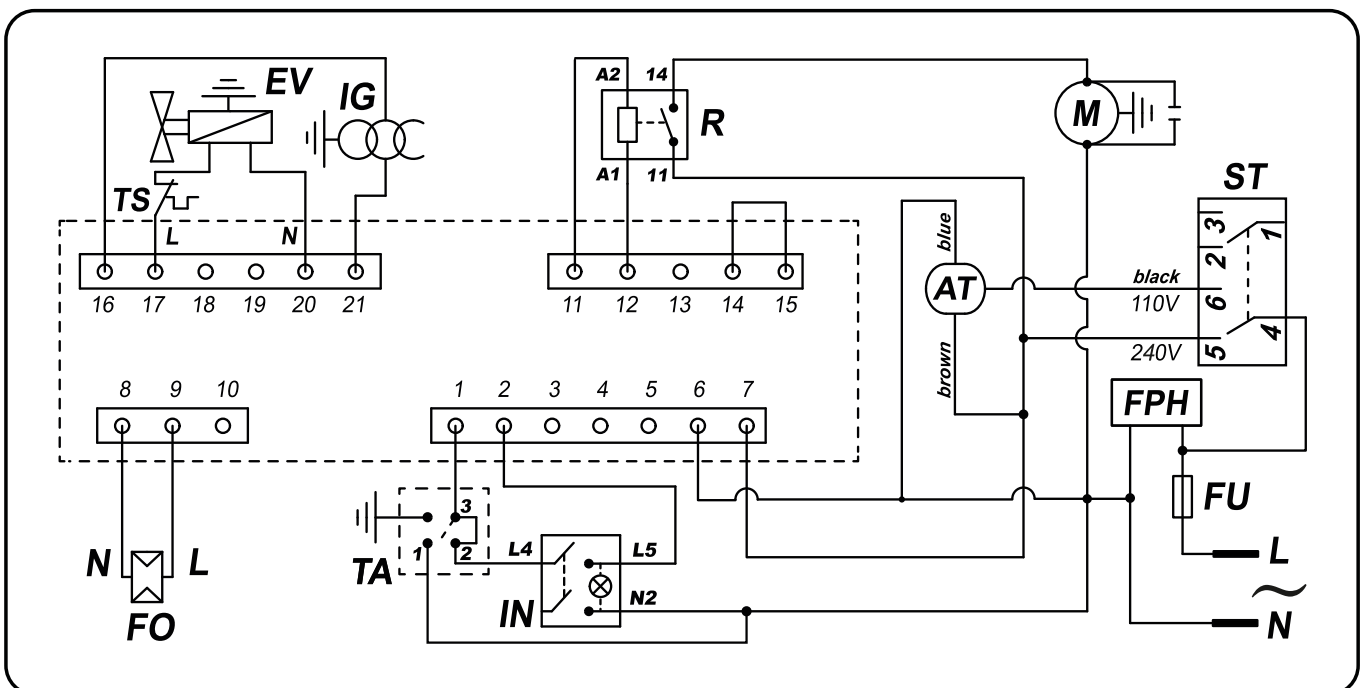 EV
IG
A2 14
R
M
A1 11
ST
TS
L N
blue
3 1
2
AT
black
110V
6
16 17 18 19 20 21
11 12 13 14 15
4
240V
5
brown
8 9 10
1 2 3 4 5 6 7
FPH
FU
3
1 2
TA
L4 L5
N L
L
IN
N2
FO
~
N